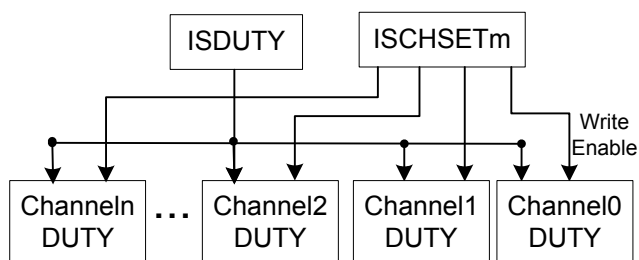 ISDUTY
ISCHSETm
Write
Enable
Channeln
DUTY
...
Channel2
DUTY
Channel1
DUTY
Channel0
DUTY